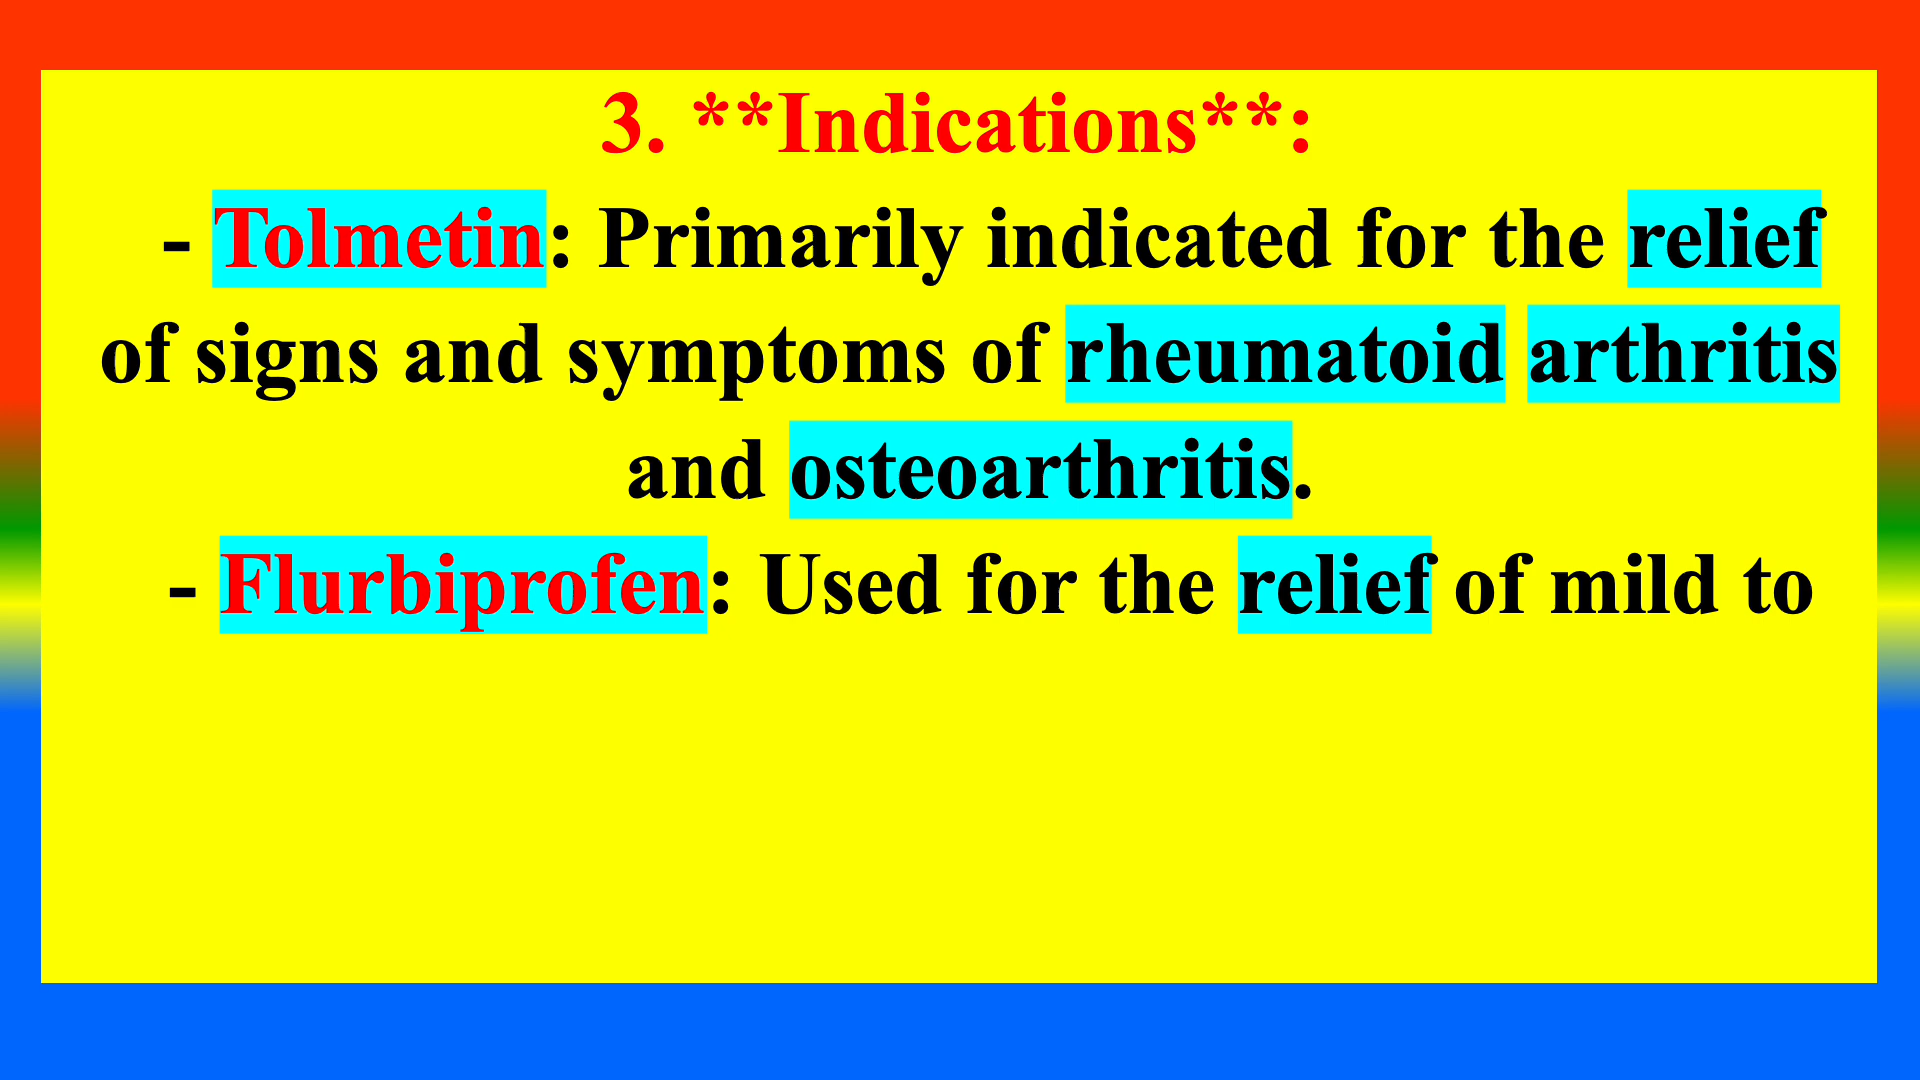 3. **Indications**:
- Tolmetin: Primarily indicated for the relief
of signs and symptoms of rheumatoid arthritis
and osteoarthritis.
- Flurbiprofen: Used for the relief of mild to